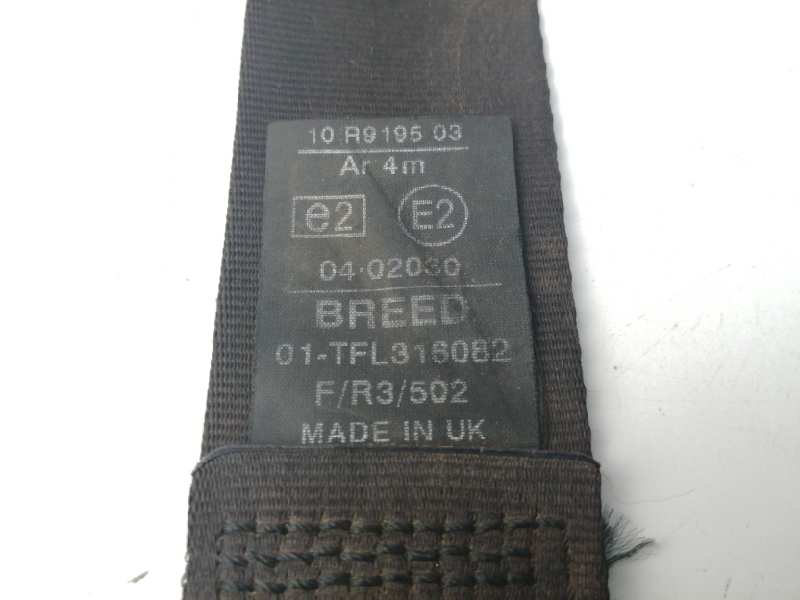 10 R9195 03
Ar 4m
e2 E2
04·02030
BREED
01-TFL316082
F/R3/502
MADE IN UK